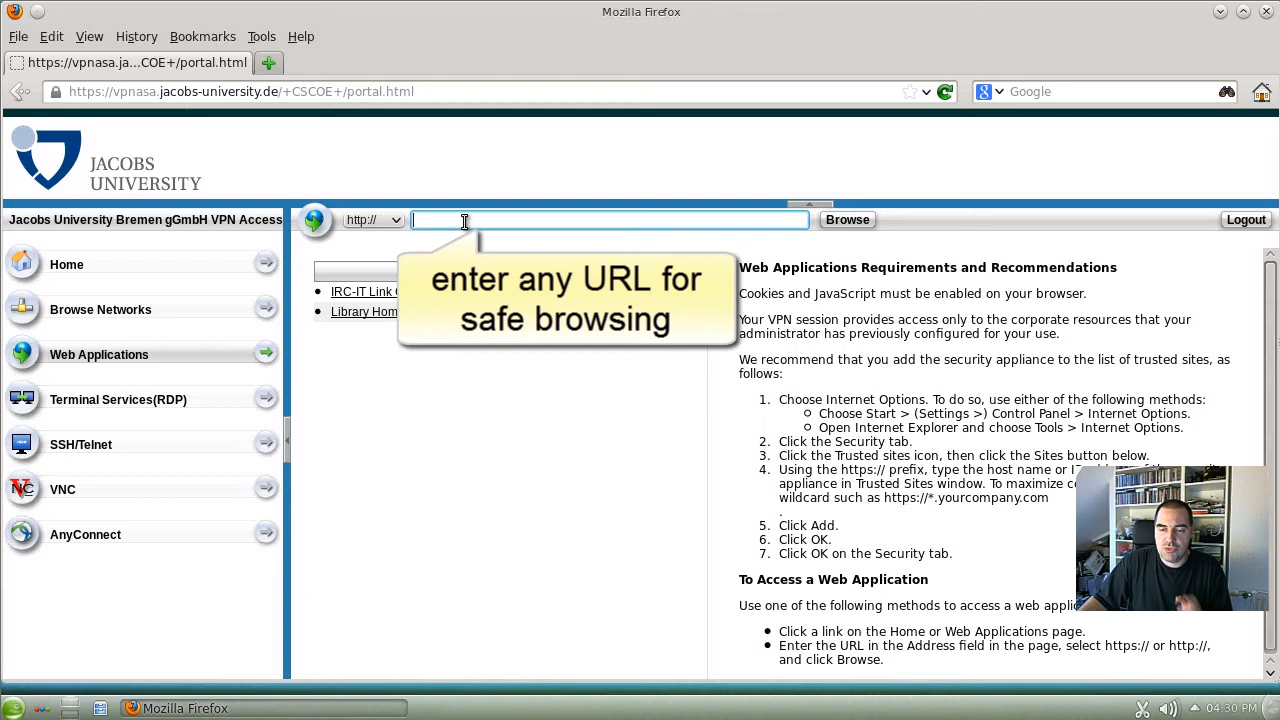 Mozilla Firefox
File Edit View History Bookmarks Tools Help
https://vpnasa.ja...COE+/portal.html
https://vpnasa.jacobs-university.de/+CSCOE+/portal.html
Google
JACOBS
UNIVERSITY
Jacobs University Bremen gGmbH VPN Access
http://
Browse
Logout
Home
Browse Networks
Web Applications
Terminal Services(RDP)
SSH/Telnet
VNC
AnyConnect
IRC-IT Link
Library
enter any URL for
safe browsing
Web Applications Requirements and Recommendations
Cookies and JavaScript must be enabled on your browser.
Your VPN session provides access only to the corporate resources that your
administrator has previously configured for your use.
We recommend that you add the security appliance to the list of trusted sites, as
follows:
1. Choose Internet Options. To do so, use either of the following methods:
Choose Start > (Settings >) Control Panel > Internet Options.
Open Internet Explorer and choose Tools > Internet Options.
2. Click the Security tab.
3. Click the Trusted sites icon, then click the Sites button below.
4. Using the https:// prefix, type the host name or
appliance in Trusted Sites window. To maximize
wildcard such as https://*.yourcompany.com
.
5. Click Add.
6. Click OK.
7. Click OK on the Security tab.
To Access a Web Application
Use one of the following methods to access a web
Click a link on the Home or Web Applications page.
Enter the URL in the Address field in the page, select https:// or http://,
and click Browse.
Mozilla Firefox
04:30 PM